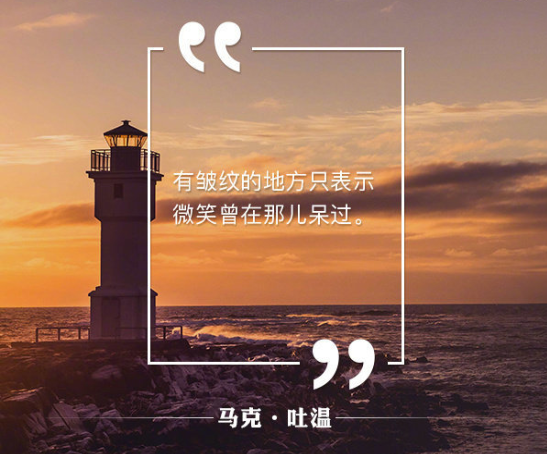 有皱纹的地方只表示
微笑曾在那儿呆过。
马克·吐温